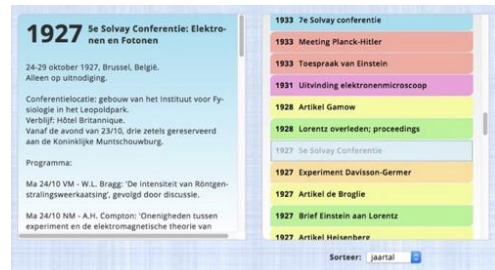 1927 5e Solvay Conferentie: Elektro-
nen en Fotonen
24-29 oktober 1927, Brussel, België.
Alleen op uitnodiging.
Conferentielocatie: gebouw van het Instituut voor Fy-
siologie in het Leopoldpark.
Verblijf: Hôtel Britannique.
Vanaf de avond van 23/10, drie zetels gereserveerd
aan de Koninklijke Muntschouwburg.
Programma:
Ma 24/10 VM - W.L. Bragg: 'De intensiteit van Röntgen-
stralingsweerkaatsing', gevolgd door discussie.
Ma 24/10 NM - A.H. Compton: 'Onenigheden tussen
experiment en de elektromagnetische theorie van
1933 7e Solvay conferentie
1933 Meeting Planck-Hitler
1933 Toespraak van Einstein
1931 Uitvinding elektronenmicroscoop
1928 Artikel Gamow
1928 Lorentz overleden; proceedings
1927 5e Solvay Conferentie
1927 Experiment Davisson-Germer
1927 Artikel de Broglie
1927 Brief Einstein aan Lorentz
1927 Artikel Heisenberg
Sorteer: jaartal